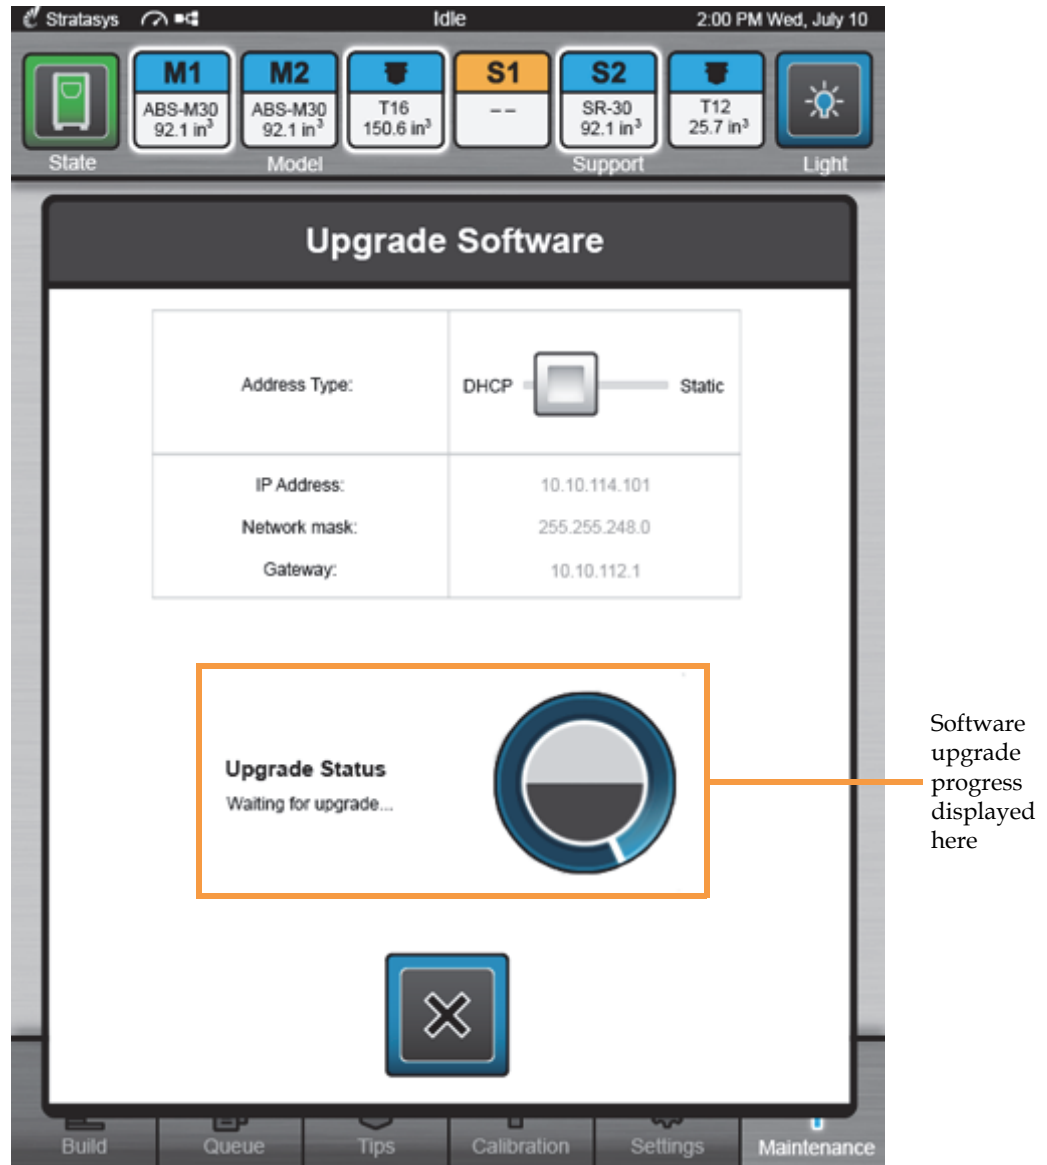 Stratasys Idle 2:00 PM Wed, July 10
M1 M2 S1 S2
ABS-M30 ABS-M30 T16 -- SR-30 T12
92.1 in³ 92.1 in³ 150.6 in³ 92.1 in³ 25.7 in³
State Model Support Light
Upgrade Software
Address Type: DHCP Static
IP Address: 10.10.114.101
Network mask: 255.255.248.0
Gateway: 10.10.112.1
Upgrade Status
Waiting for upgrade...
Software
upgrade
progress
displayed
here
Build Queue Tips Calibration Settings Maintenance